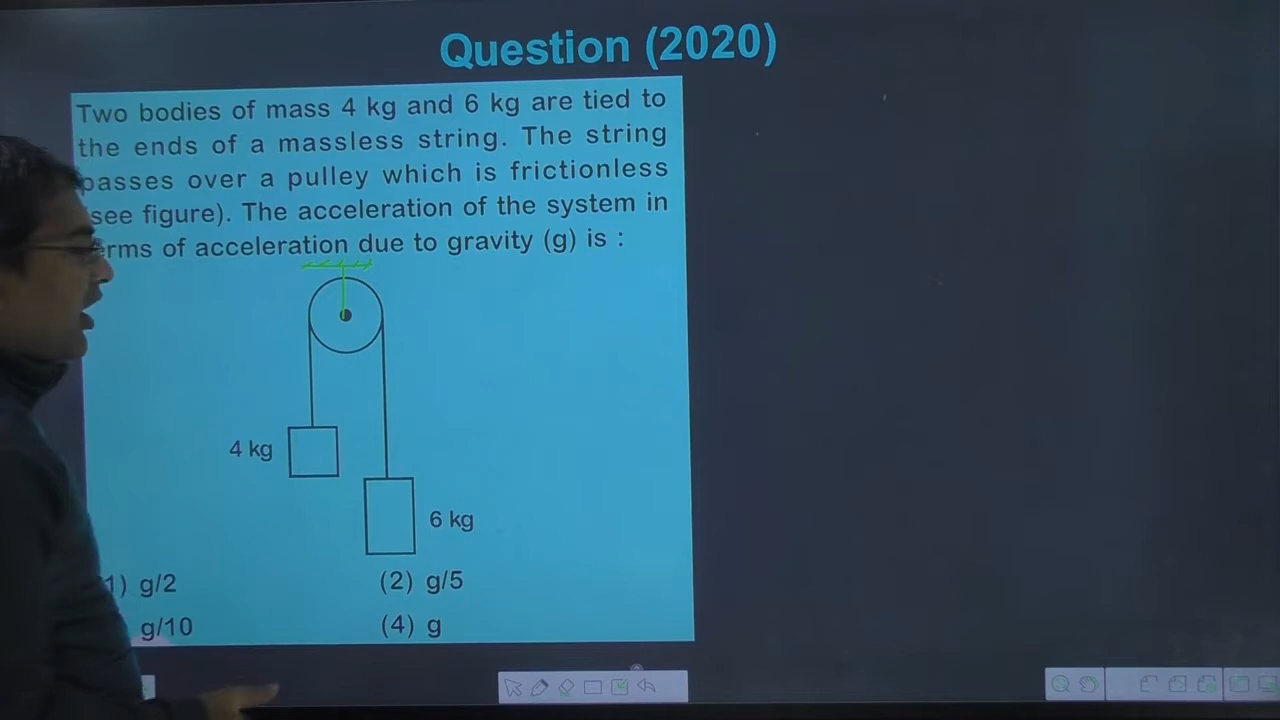 Question (2020)
Two bodies of mass 4 kg and 6 kg are tied to
the ends of a massless string. The string
passes over a pulley which is frictionless
see figure). The acceleration of the system in
erms of acceleration due to gravity (g) is :
4 kg
6 kg
1) g/2 (2) g/5
g/10 (4) g